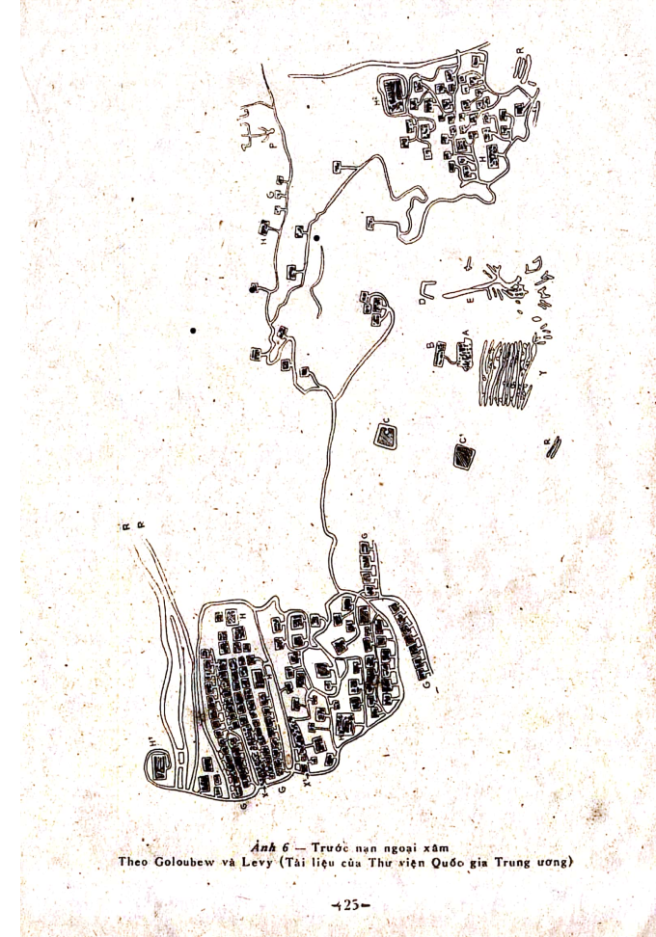 R
H'
P
G
H
H
D
E
B
A
Y
C
C'
R
R
R
G
H
G
H"
G
X
G
X'
Ảnh 6 — Trước nạn ngoại xâm
Theo Goloubew và Levy (Tài liệu của Thư viện Quốc gia Trung ương)
25